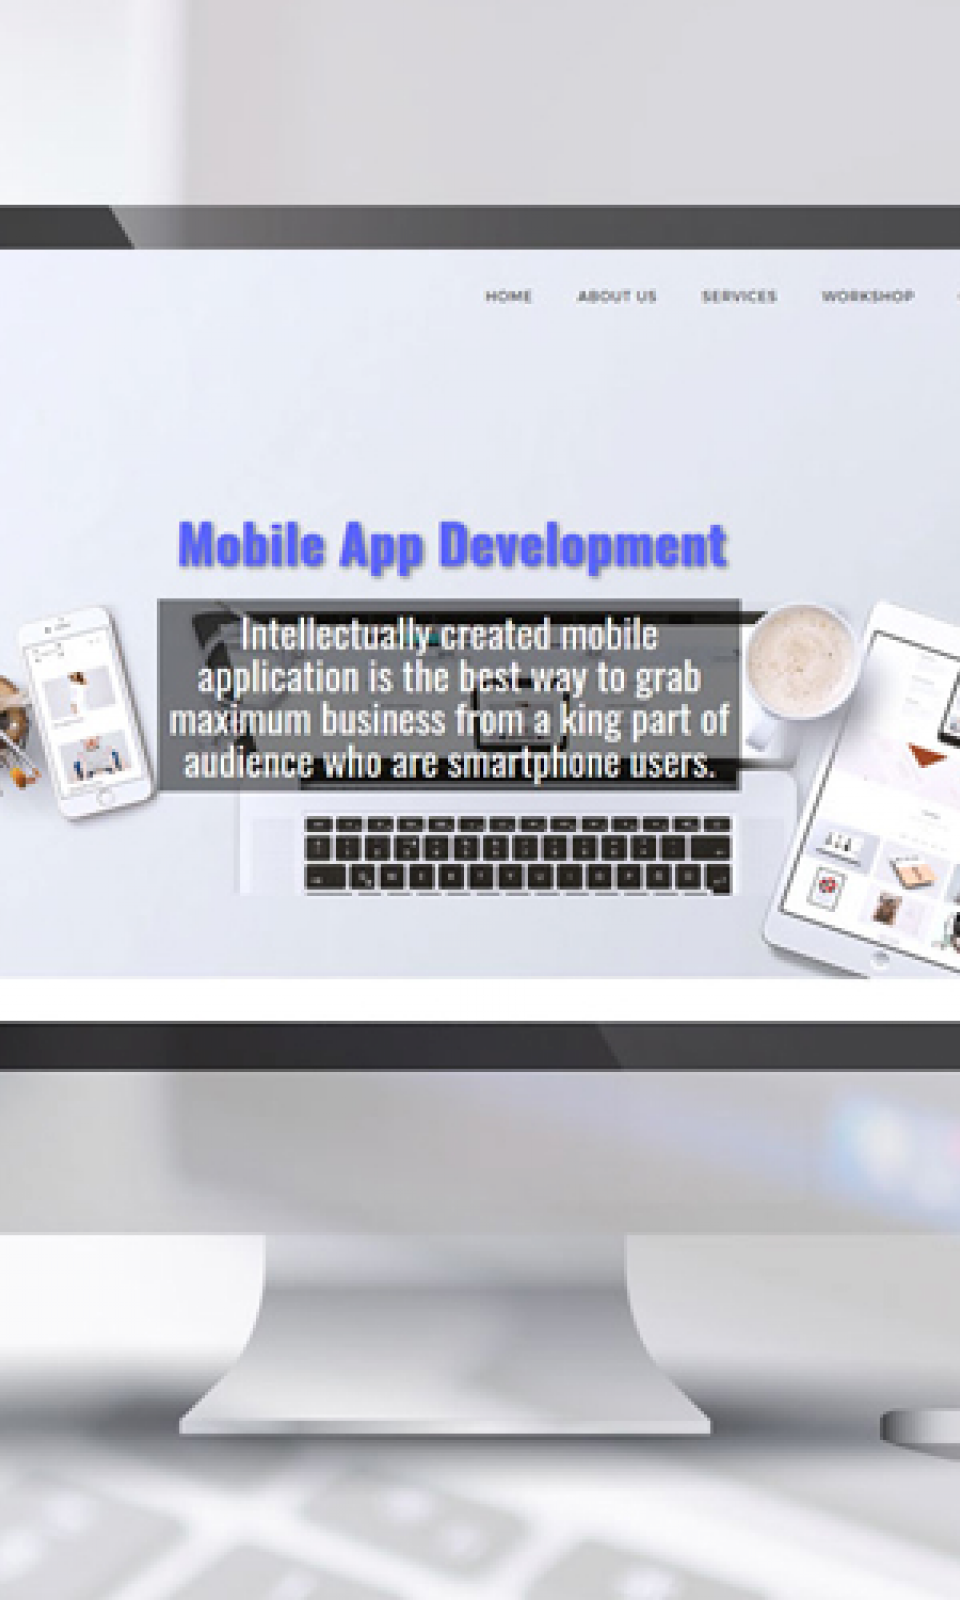 HOME ABOUT US SERVICES WORKSHOP
Mobile App Development
Intellectually created mobile
application is the best way to grab
maximum business from a king part of
audience who are smartphone users.